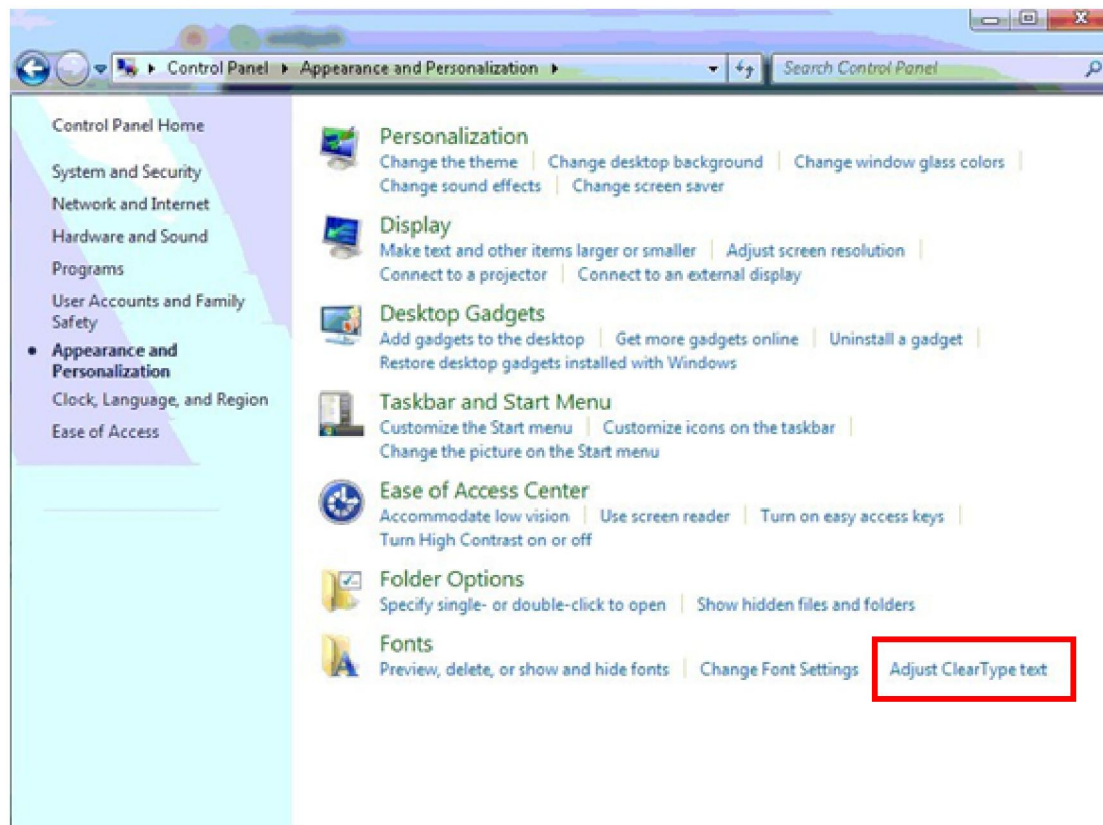 Control Panel Appearance and Personalization
Search Control Panel
Control Panel Home
System and Security
Network and Internet
Hardware and Sound
Programs
User Accounts and Family
Safety
Appearance and
Personalization
Clock, Language, and Region
Ease of Access
Personalization
Change the theme Change desktop background Change window glass colors
Change sound effects Change screen saver
Display
Make text and other items larger or smaller Adjust screen resolution
Connect to a projector Connect to an external display
Desktop Gadgets
Add gadgets to the desktop Get more gadgets online Uninstall a gadget
Restore desktop gadgets installed with Windows
Taskbar and Start Menu
Customize the Start menu Customize icons on the taskbar
Change the picture on the Start menu
Ease of Access Center
Accommodate low vision Use screen reader Turn on easy access keys
Turn High Contrast on or off
Folder Options
Specify single- or double-click to open Show hidden files and folders
Fonts
Preview, delete, or show and hide fonts Change Font Settings Adjust ClearType text